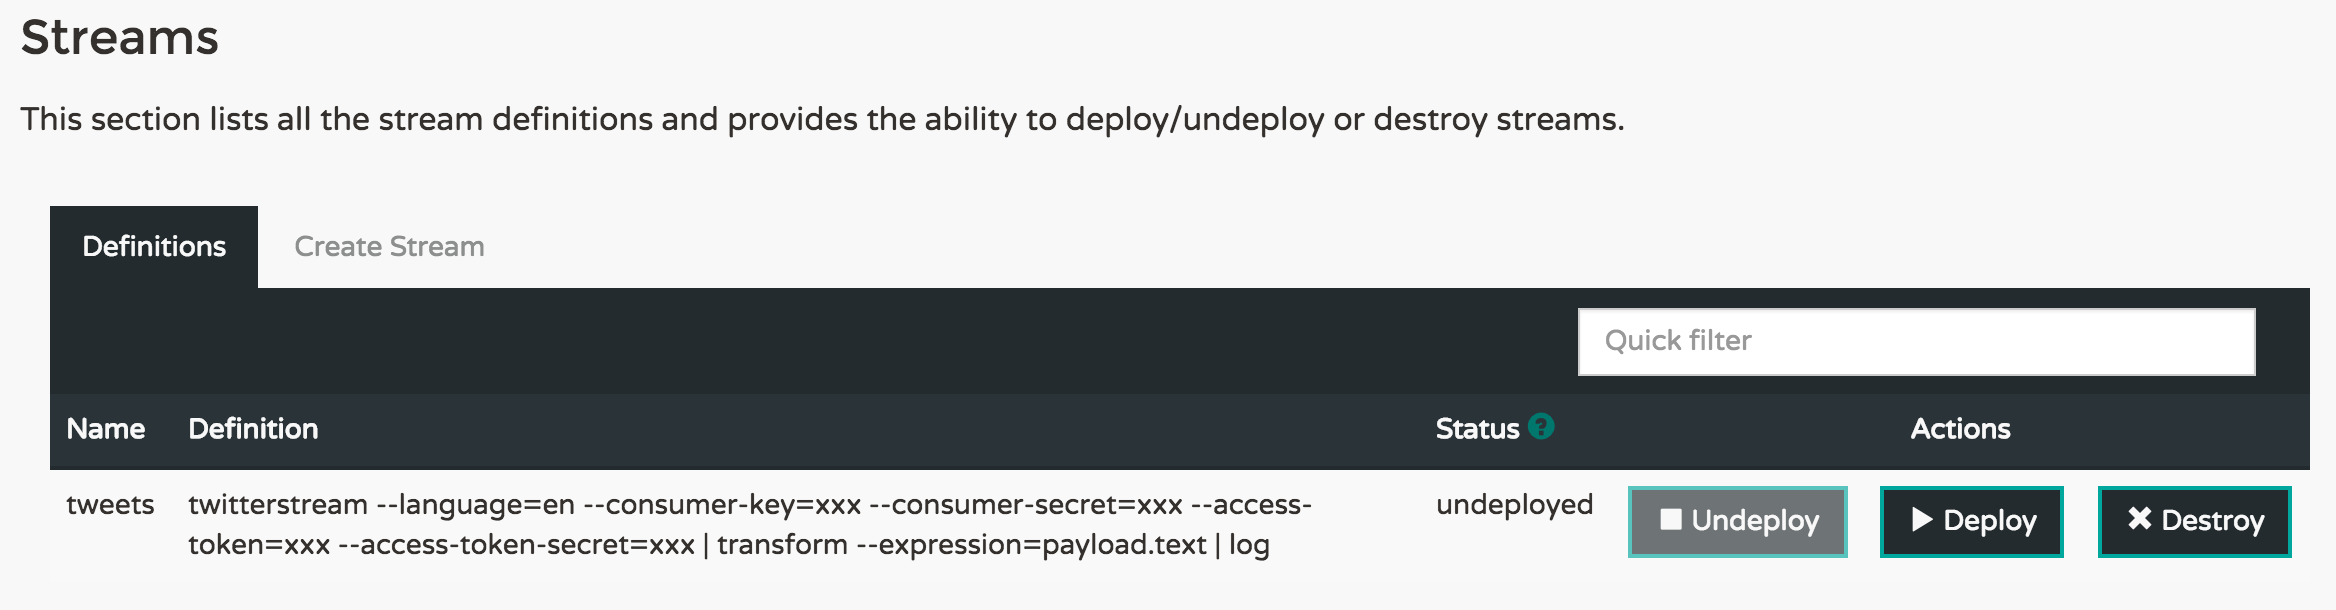 Streams
This section lists all the stream definitions and provides the ability to deploy/undeploy or destroy streams.
Definitions
Create Stream
Quick filter
Name Definition Status ? Actions
tweets twitterstream --language=en --consumer-key=xxx --consumer-secret=xxx --access- undeployed Undeploy Deploy Destroy
token=xxx --access-token-secret=xxx | transform --expression=payload.text | log